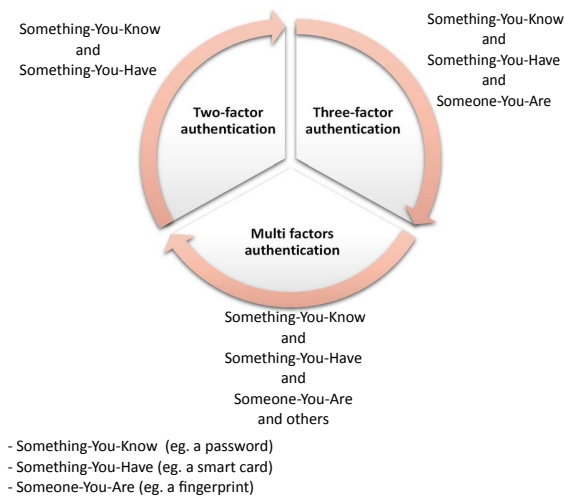 Something-You-Know
and
Something-You-Have
Two-factor
authentication
Three-factor
authentication
Something-You-Know
and
Something-You-Have
and
Someone-You-Are
Multi factors
authentication
Something-You-Know
and
Something-You-Have
and
Someone-You-Are
and others
- Something-You-Know  (eg. a password)
- Something-You-Have (eg. a smart card)
- Someone-You-Are (eg. a fingerprint)